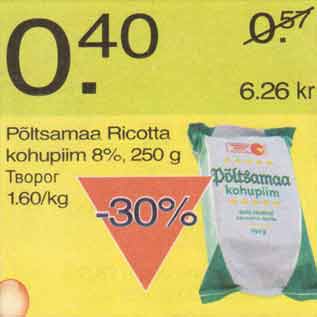 0.40
0.57
6.26 kr
Põltsamaa Ricotta
kohupiim 8%, 250 g
Творог
1.60/kg
-30%
Põltsamaa
kohupiim